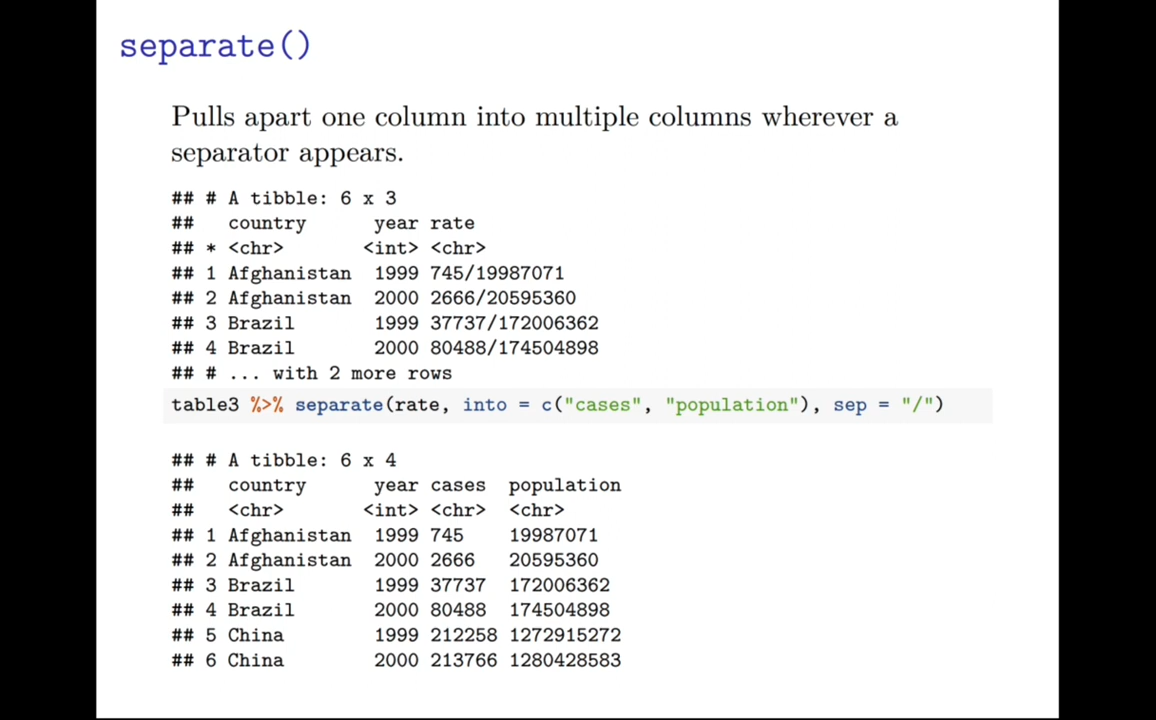 separate()
Pulls apart one column into multiple columns wherever a
separator appears.
## # A tibble: 6 x 3
##   country      year rate
## * <chr>       <int> <chr>
## 1 Afghanistan  1999 745/19987071
## 2 Afghanistan  2000 2666/20595360
## 3 Brazil       1999 37737/172006362
## 4 Brazil       2000 80488/174504898
## # ... with 2 more rows
table3 %>% separate(rate, into = c("cases", "population"), sep = "/")
## # A tibble: 6 x 4
##   country      year cases  population
##   <chr>       <int> <chr>  <chr>
## 1 Afghanistan  1999 745    19987071
## 2 Afghanistan  2000 2666   20595360
## 3 Brazil       1999 37737  172006362
## 4 Brazil       2000 80488  174504898
## 5 China        1999 212258 1272915272
## 6 China        2000 213766 1280428583